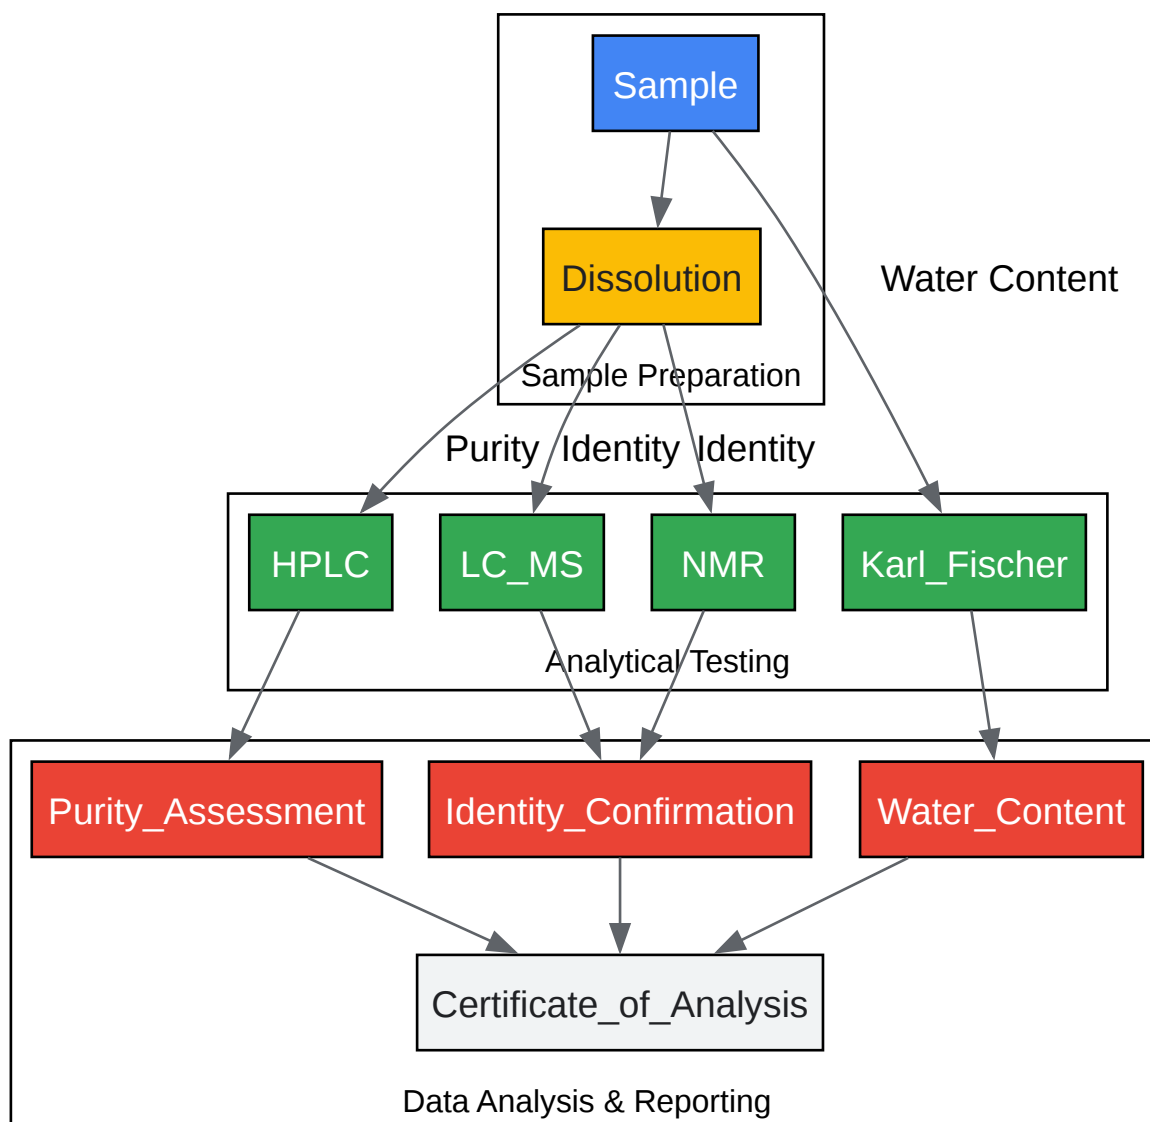 Sample
Dissolution
Water Content
Sample Preparation
Purity
Identity
Identity
HPLC
LC_MS
NMR
Karl_Fischer
Analytical Testing
Purity_Assessment
Identity_Confirmation
Water_Content
Certificate_of_Analysis
Data Analysis & Reporting